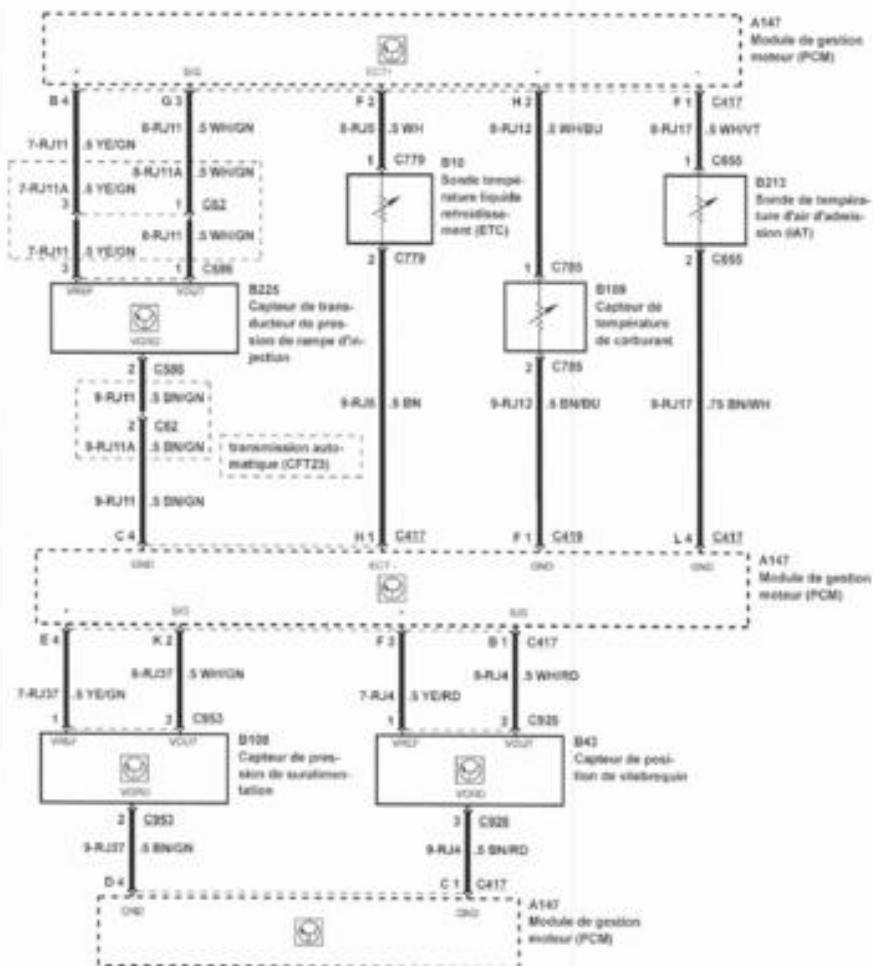 A147
Module de gestion
moteur (PCM)
SIG
ECT+
B 4
G 3
F 2
H 2
F 1
C417
7-RJ11 .5 YE/GN
8-RJ11 .5 WH/GN
8-RJ5 .5 WH
8-RJ12 .5 WH/BU
8-RJ17 .5 WH/VT
7-RJ11A .5 YE/GN
8-RJ11A .5 WH/GN
3
1 C62
7-RJ11 .5 YE/GN
8-RJ11 .5 WH/GN
3
1 C586
1 C779
B10
Sonde tempé-
rature liquide
refroidisse-
ment (ETC)
2 C779
1 C655
B213
Sonde de tempéra-
ture d'air d'admis-
sion (IAT)
2 C655
VREF
VOUT
B225
Capteur de trans-
ducteur de pres-
sion de rampe d'in-
jection
2 C586
1 C785
B189
Capteur de
température
de carburant
2 C785
9-RJ11 .5 BN/GN
2 C62
9-RJ11A .5 BN/GN
transmission auto-
matique (CFT23)
9-RJ11 .5 BN/GN
9-RJ5 .5 BN
9-RJ12 .5 BN/BU
9-RJ17 .75 BN/WH
C 4
H 1 C417
F 1 C419
L 4 C417
GND
ECT-
GND
GND
A147
Module de gestion
moteur (PCM)
SIG
SIG
E 4
K 2
F 3
B 1 C417
7-RJ37 .5 YE/GN
8-RJ37 .5 WH/GN
7-RJ4 .5 YE/RD
8-RJ4 .5 WH/RD
1
3 C953
1
C928
VREF
VOUT
VREF
VOUT
B108
Capteur de pres-
sion de suralimen-
tation
B43
Capteur de posi-
tion de vilebrequin
2 C953
3 C928
9-RJ37 .5 BN/GN
9-RJ4 .5 BN/RD
D 4
C 1 C417
GND
GND
A147
Module de gestion
moteur (PCM)